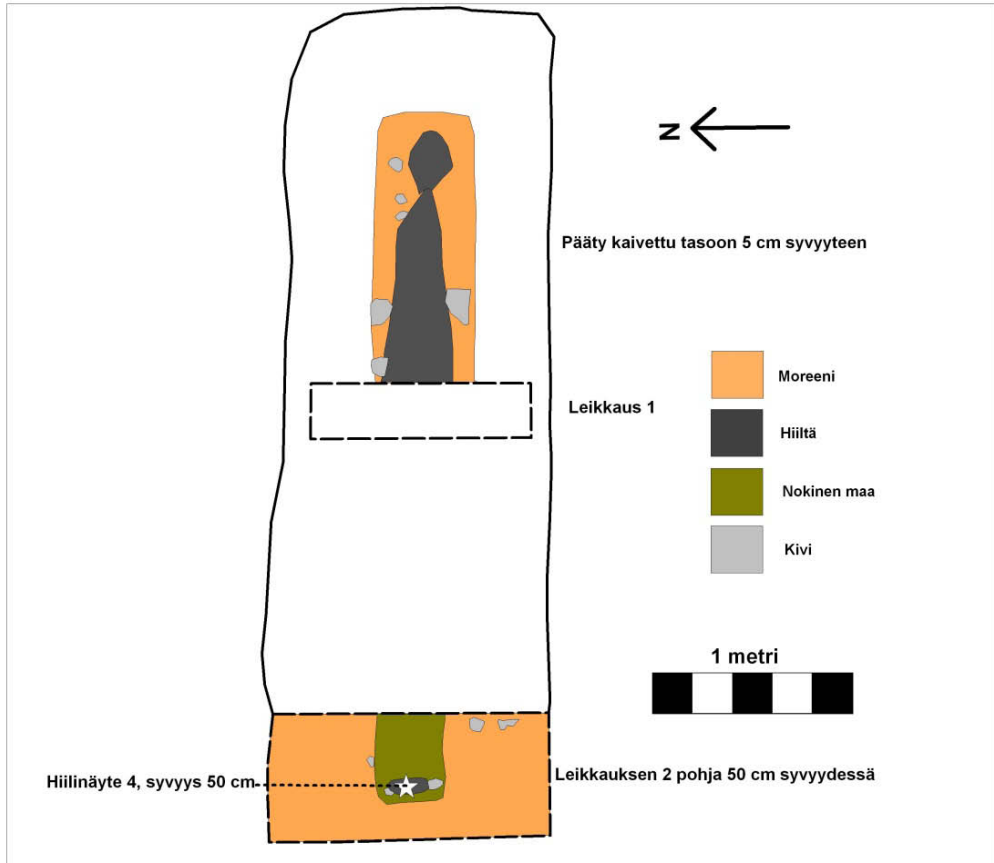 N
Pääty kaivettu tasoon 5 cm syvyyteen
Moreeni
Leikkaus 1
Hiiltä
Nokinen maa
Kivi
1 metri
Hiilinäyte 4, syvyys 50 cm
Leikkauksen 2 pohja 50 cm syvyydessä